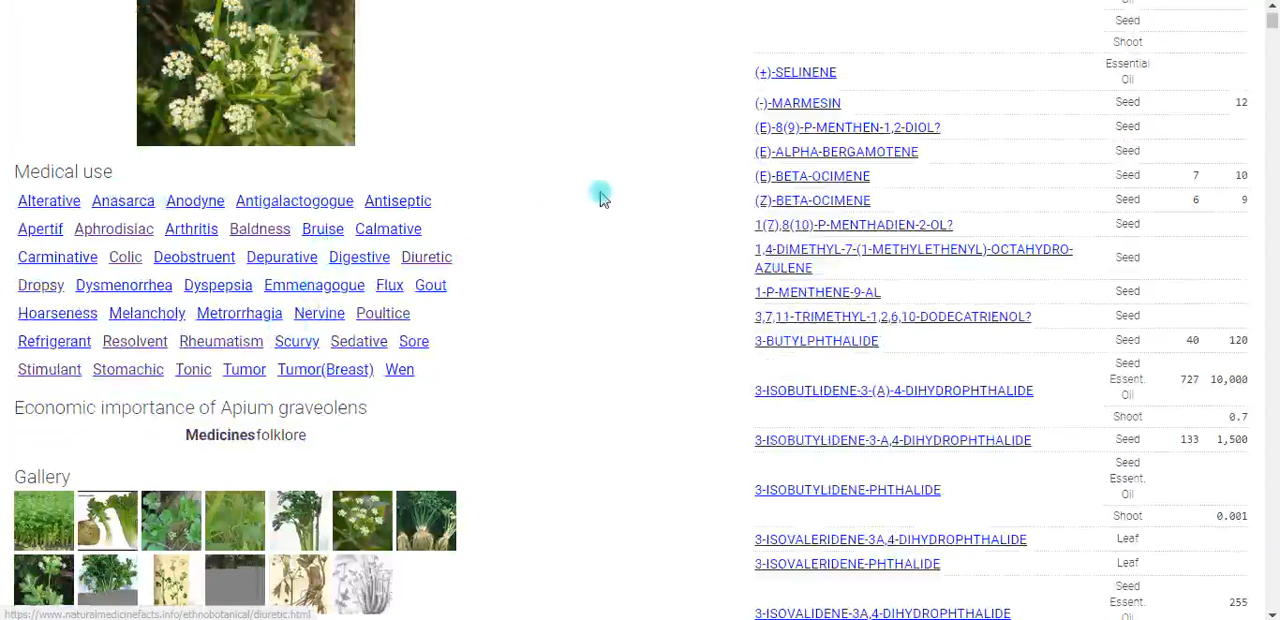 Medical use
Alterative Anasarca Anodyne Antigalactogogue Antiseptic
Apertif Aphrodisiac Arthritis Baldness Bruise Calmative
Carminative Colic Deobstruent Depurative Digestive Diuretic
Dropsy Dysmenorrhea Dyspepsia Emmenagogue Flux Gout
Hoarseness Melancholy Metrorrhagia Nervine Poultice
Refrigerant Resolvent Rheumatism Scurvy Sedative Sore
Stimulant Stomachic Tonic Tumor Tumor(Breast) Wen
Economic importance of Apium graveolens
Medicines folklore
Gallery
https://www.naturalmedicinefacts.info/ethnobotanical/diuretic.html
Oil
Seed
Shoot
(+)-SELINENE Essential
Oil
(-)-MARMESIN Seed 12
(E)-8(9)-P-MENTHEN-1,2-DIOL? Seed
(E)-ALPHA-BERGAMOTENE Seed
(E)-BETA-OCIMENE Seed 7 10
(Z)-BETA-OCIMENE Seed 6 9
1(7),8(10)-P-MENTHADIEN-2-OL? Seed
1,4-DIMETHYL-7-(1-METHYLETHENYL)-OCTAHYDRO-
AZULENE Seed
1-P-MENTHENE-9-AL Seed
3,7,11-TRIMETHYL-1,2,6,10-DODECATRIENOL? Seed
3-BUTYLPHTHALIDE Seed 40 120
Seed
3-ISOBUTLIDENE-3-(A)-4-DIHYDROPHTHALIDE Essent. 727 10,000
Oil
Shoot 0.7
3-ISOBUTYLIDENE-3-A,4-DIHYDROPHTHALIDE Seed 133 1,500
Seed
3-ISOBUTYLIDENE-PHTHALIDE Essent.
Oil
Shoot 0.001
3-ISOVALERIDENE-3A,4-DIHYDROPHTHALIDE Leaf
3-ISOVALERIDENE-PHTHALIDE Leaf
Seed
Essent. 255
3-ISOVALIDENE-3A,4-DIHYDROPHTHALIDE Oil